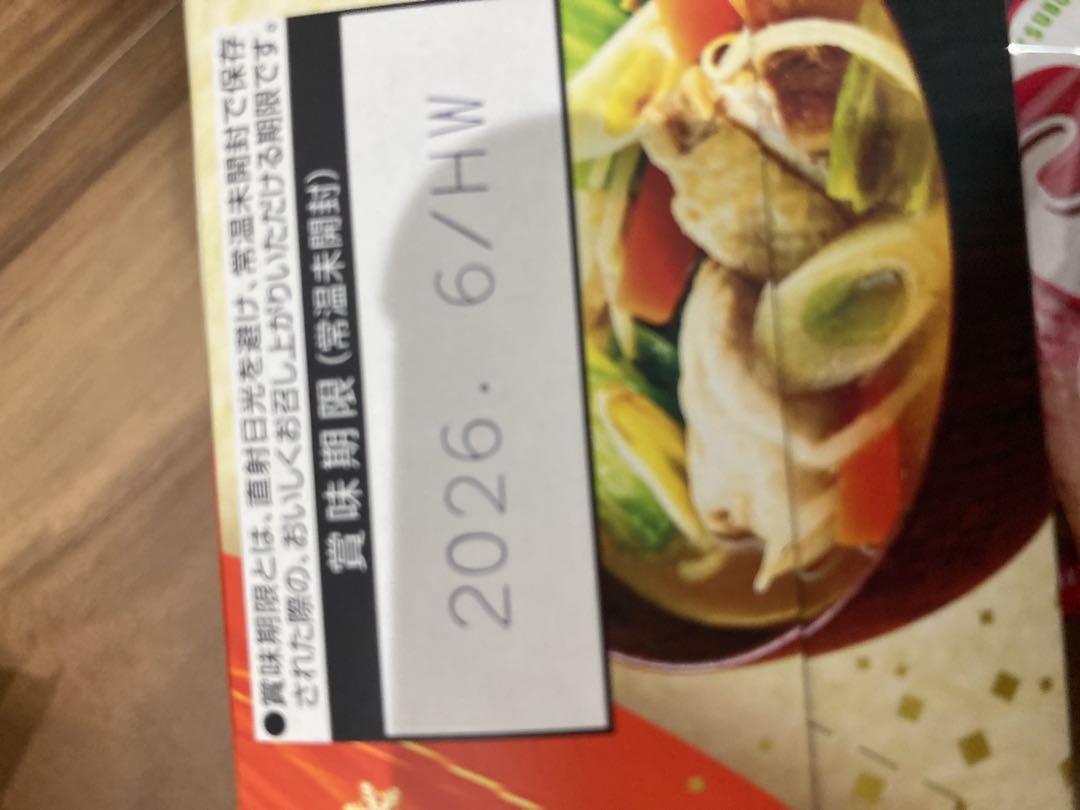 ●賞味期限とは、直射日光を避け、常温未開封で保存
された際の、おいしくお召し上がりいただける期限です。
賞味期限(常温未開封)
2026. 6/HW